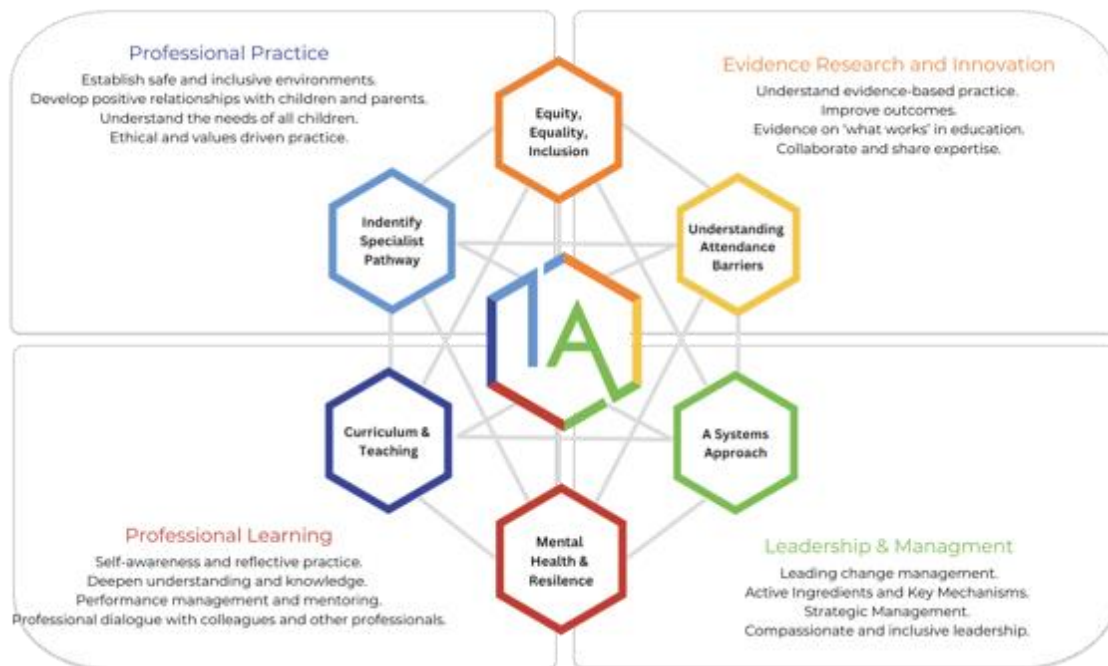 Professional Practice
Establish safe and inclusive environments.
Develop positive relationships with children and parents.
Understand the needs of all children.
Ethical and values driven practice.
Evidence Research and Innovation
Understand evidence-based practice.
Improve outcomes.
Evidence on 'what works' in education.
Collaborate and share expertise.
Equity,
Equality,
Inclusion
Indentify
Specialist
Pathway
Understanding
Attendance
Barriers
1A
Curriculum &
Teaching
A Systems
Approach
Mental
Health &
Resilence
Professional Learning
Self-awareness and reflective practice.
Deepen understanding and knowledge.
Performance management and mentoring.
Professional dialogue with colleagues and other professionals.
Leadership & Managment
Leading change management.
Active Ingredients and Key Mechanisms.
Strategic Management.
Compassionate and inclusive leadership.